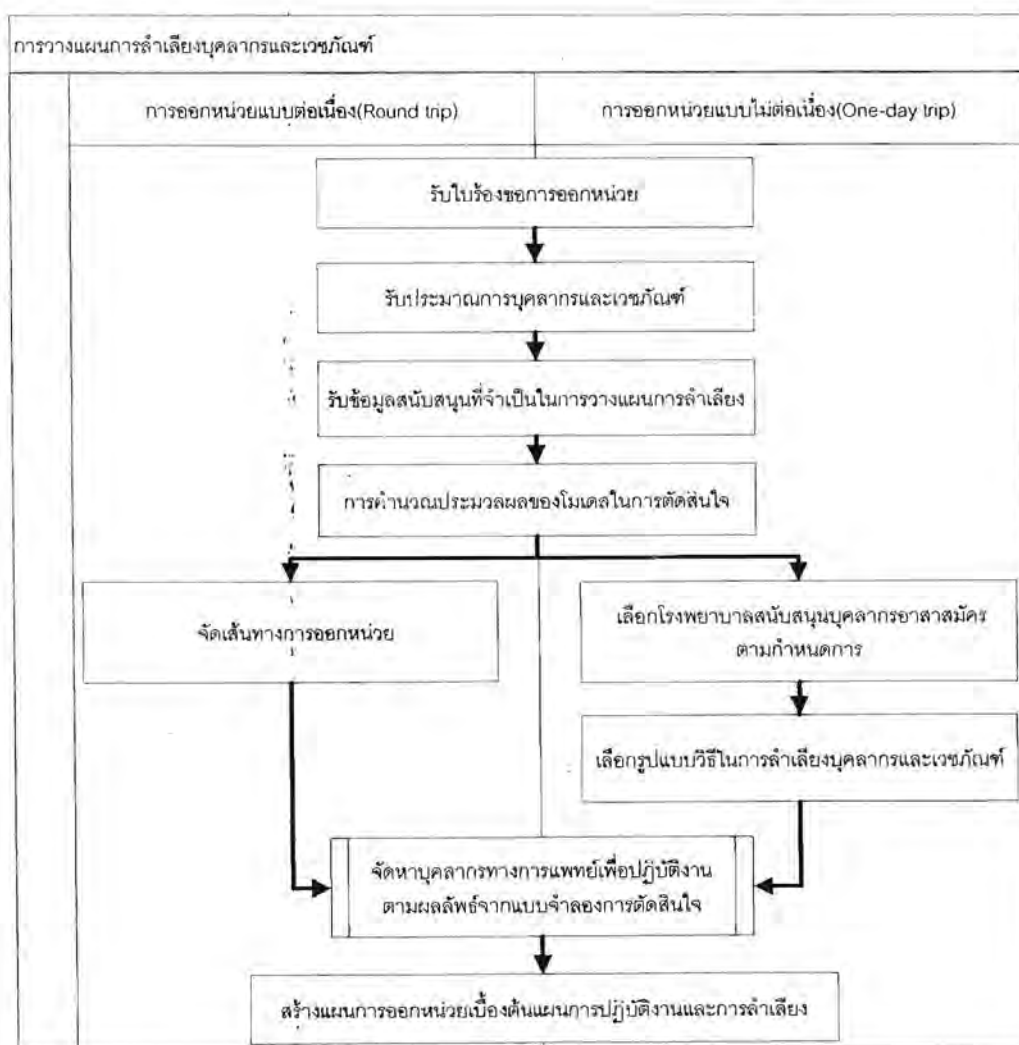 การวางแผนการลำเลียงบุคลากรและเวชภัณฑ์
การออกหน่วยแบบต่อเนื่อง(Round trip)
การออกหน่วยแบบไม่ต่อเนื่อง(One-day trip)
รับใบร้องขอการออกหน่วย
รับประมาณการบุคลากรและเวชภัณฑ์
รับข้อมูลสนับสนุนที่จำเป็นในการวางแผนการลำเลียง
การคำนวณประมวลผลของโมเดลในการตัดสินใจ
จัดเส้นทางการออกหน่วย
เลือกโรงพยาบาลสนับสนุนบุคลากรอาสาสมัคร
ตามกำหนดการ
เลือกรูปแบบวิธีในการลำเลียงบุคลากรและเวชภัณฑ์
จัดหาบุคลากรทางการแพทย์เพื่อปฏิบัติงาน
ตามผลลัพธ์จากแบบจำลองการตัดสินใจ
สร้างแผนการออกหน่วยเบื้องต้นแผนการปฏิบัติงานและการลำเลียง